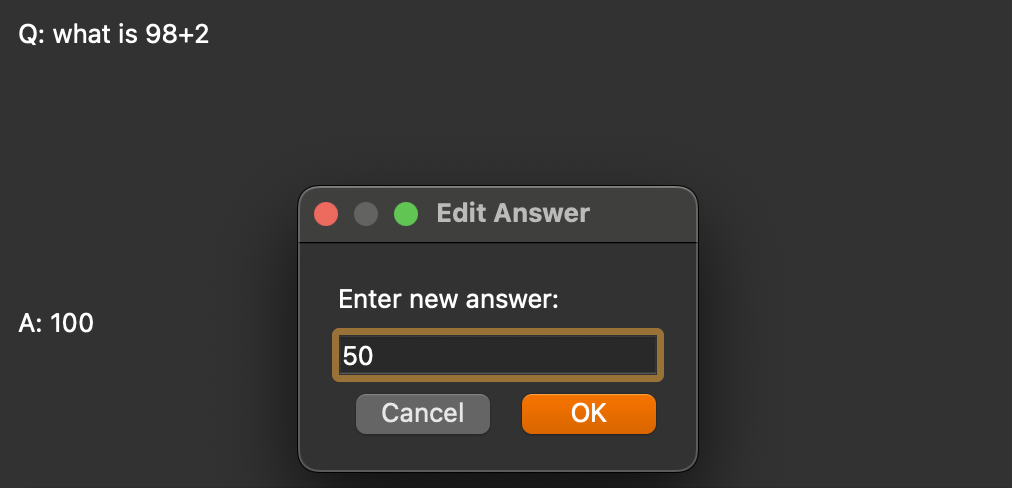 Q: what is 98+2
Edit Answer
Enter new answer:
A: 100
50
Cancel
OK